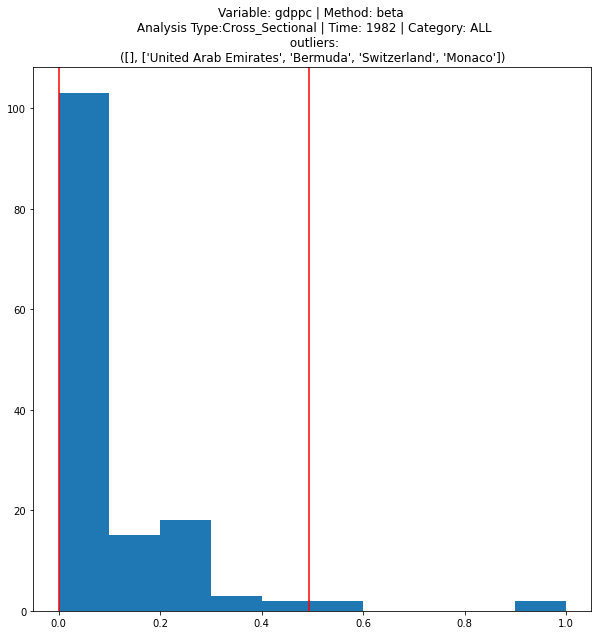 Variable: gdppc | Method: beta
Analysis Type:Cross_Sectional | Time: 1982 | Category: ALL
outliers:
([], ['United Arab Emirates', 'Bermuda', 'Switzerland', 'Monaco'])
100
80
60
40
20
0
0.0 0.2 0.4 0.6 0.8 1.0